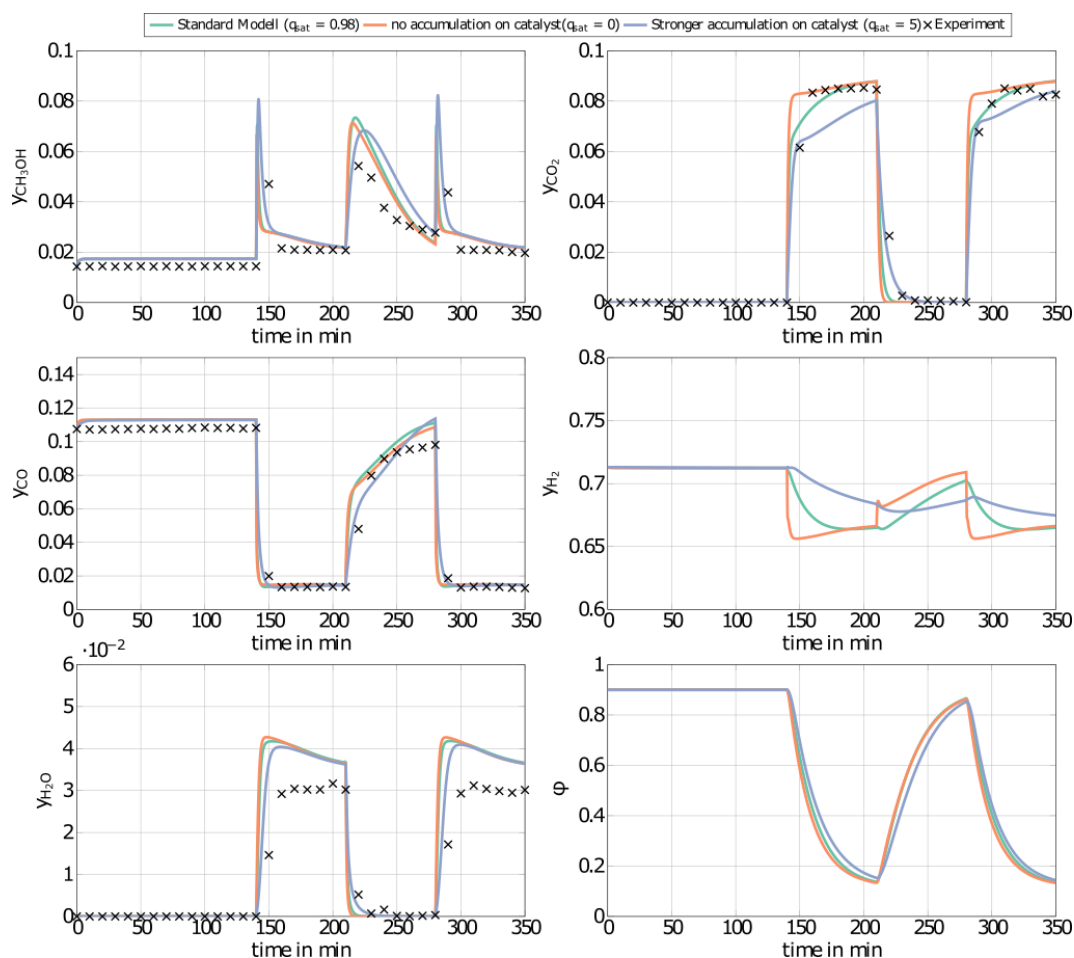 Standard Modell (qsat = 0.98) no accumulation on catalyst(qsat = 0) Stronger accumulation on catalyst (qsat = 5) × Experiment
0.1
0.08
0.06
0.04
0.02
0
yCH3OH
0 50 100 150 200 250 300 350
time in min
0.1
0.08
0.06
0.04
0.02
0
yCO2
0 50 100 150 200 250 300 350
time in min
0.14
0.12
0.1
0.08
0.06
0.04
0.02
0
yCO
0 50 100 150 200 250 300 350
time in min
0.8
0.75
0.7
0.65
0.6
yH2
0 50 100 150 200 250 300 350
time in min
·10−2
6
5
4
3
2
1
0
yH2O
0 50 100 150 200 250 300 350
time in min
1
0.8
0.6
0.4
0.2
0
φ
0 50 100 150 200 250 300 350
time in min